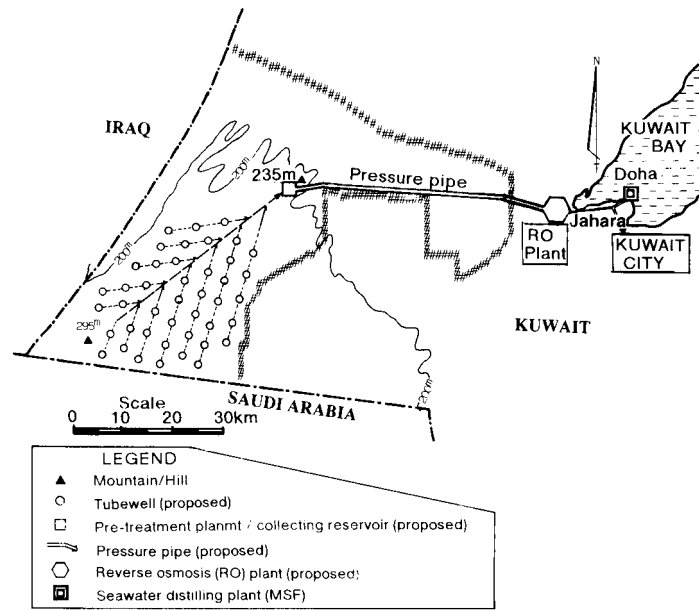 N
IRAQ
KUWAIT
BAY
Doha
200m
235m
Pressure pipe
RO
Plant
Jahara
KUWAIT
CITY
200m
295m
KUWAIT
200m
SAUDI ARABIA
Scale
0 10 20 30km
LEGEND
Mountain/Hill
Tubewell (proposed)
Pre-treatment planmt / collecting reservoir (proposed)
Pressure pipe (proposed)
Reverse osmosis (RO) plant (proposed)
Seawater distilling plant (MSF)